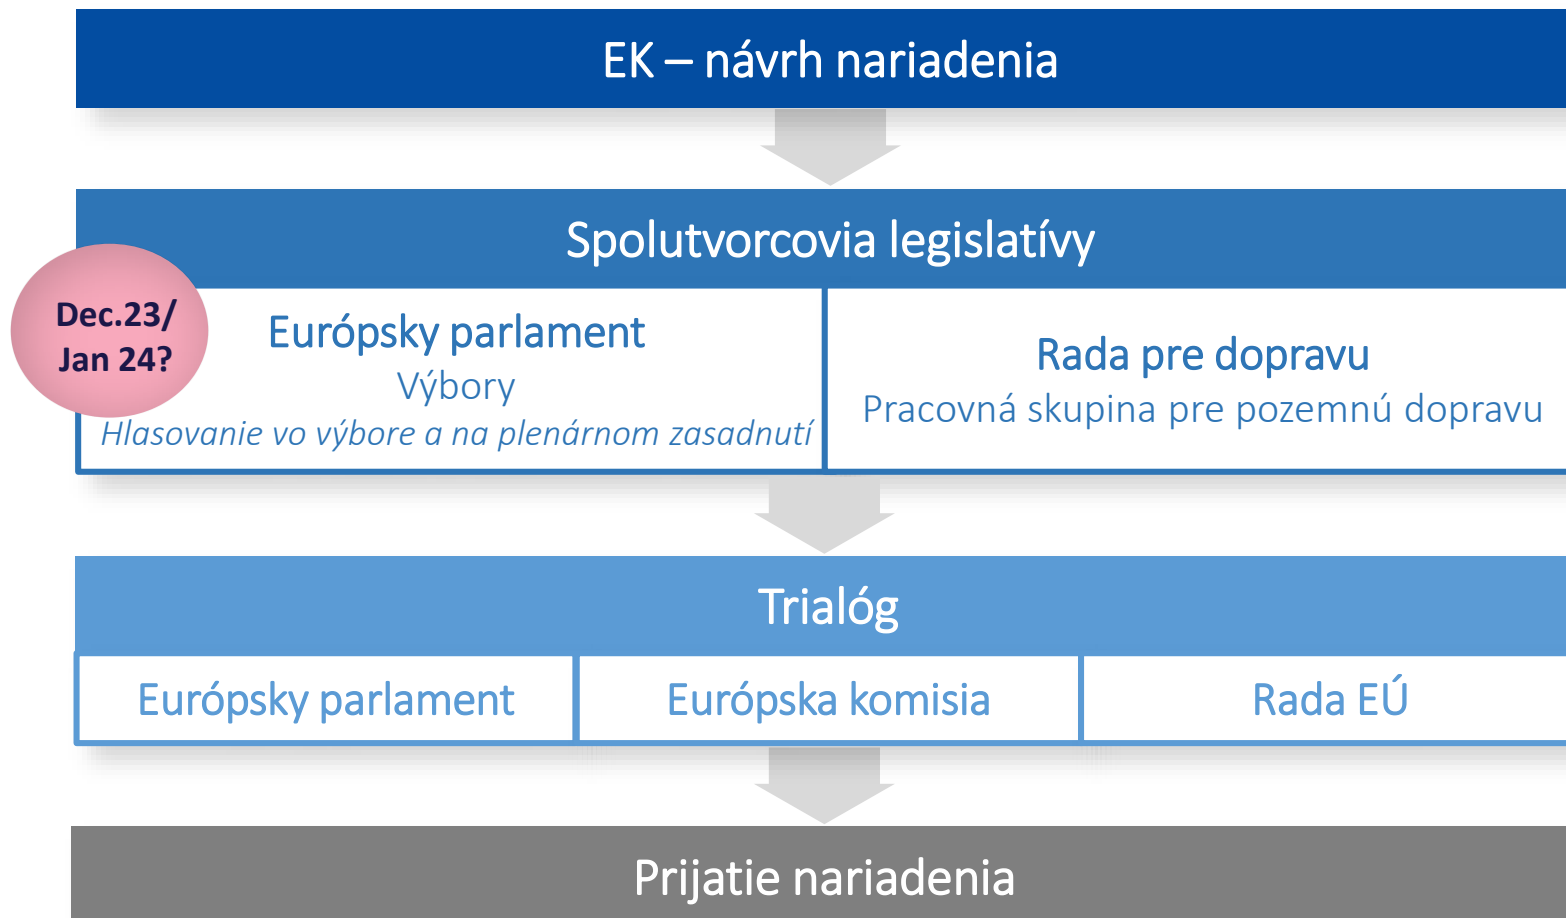 EK – návrh nariadenia
Spolutvorcovia legislatívy
Dec.23/
Jan 24?
Európsky parlament
Výbory
Hlasovanie vo výbore a na plenárnom zasadnutí
Rada pre dopravu
Pracovná skupina pre pozemnú dopravu
Trialóg
Európsky parlament
Európska komisia
Rada EÚ
Prijatie nariadenia